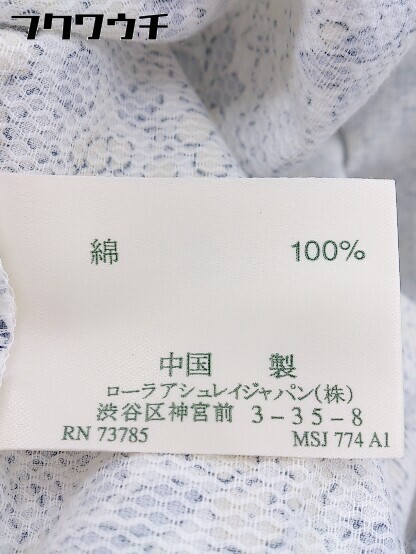 フクワウチ
綿 100%
中国 製
ローラアシュレイジャパン(株)
渋谷区神宮前 3-35-8
RN 73785 MSJ 774 A1